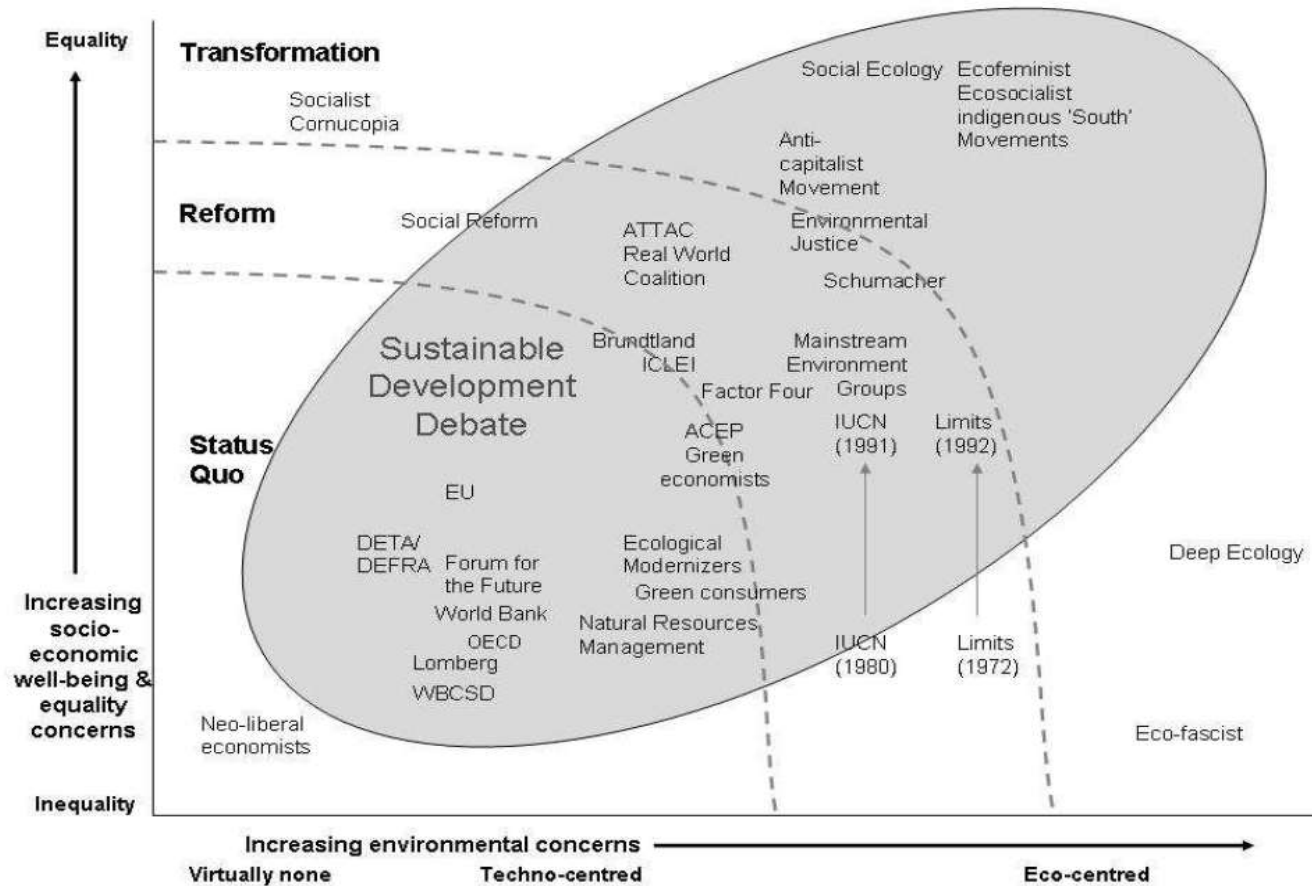 Equality
Transformation
Social Ecology
Ecofeminist
Ecosocialist
indigenous 'South'
Movements
Socialist
Cornucopia
Anti-
capitalist
Movement
Reform
Social Reform
ATTAC
Real World
Coalition
Environmental
Justice
Schumacher
Sustainable
Development
Debate
Brundtland
ICLEI
Mainstream
Environment
Groups
Factor Four
Status
Quo
ACEP
Green
economists
IUCN
(1991)
Limits
(1992)
EU
DETA/
DEFRA
Forum for
the Future
Ecological
Modernizers
Green consumers
Deep Ecology
World Bank
OECD
Natural Resources
Management
IUCN
(1980)
Limits
(1972)
Lomberg
WBCSD
Increasing
socio-
economic
well-being &
equality
concerns
Neo-liberal
economists
Eco-fascist
Inequality
Increasing environmental concerns
Virtually none
Techno-centred
Eco-centred